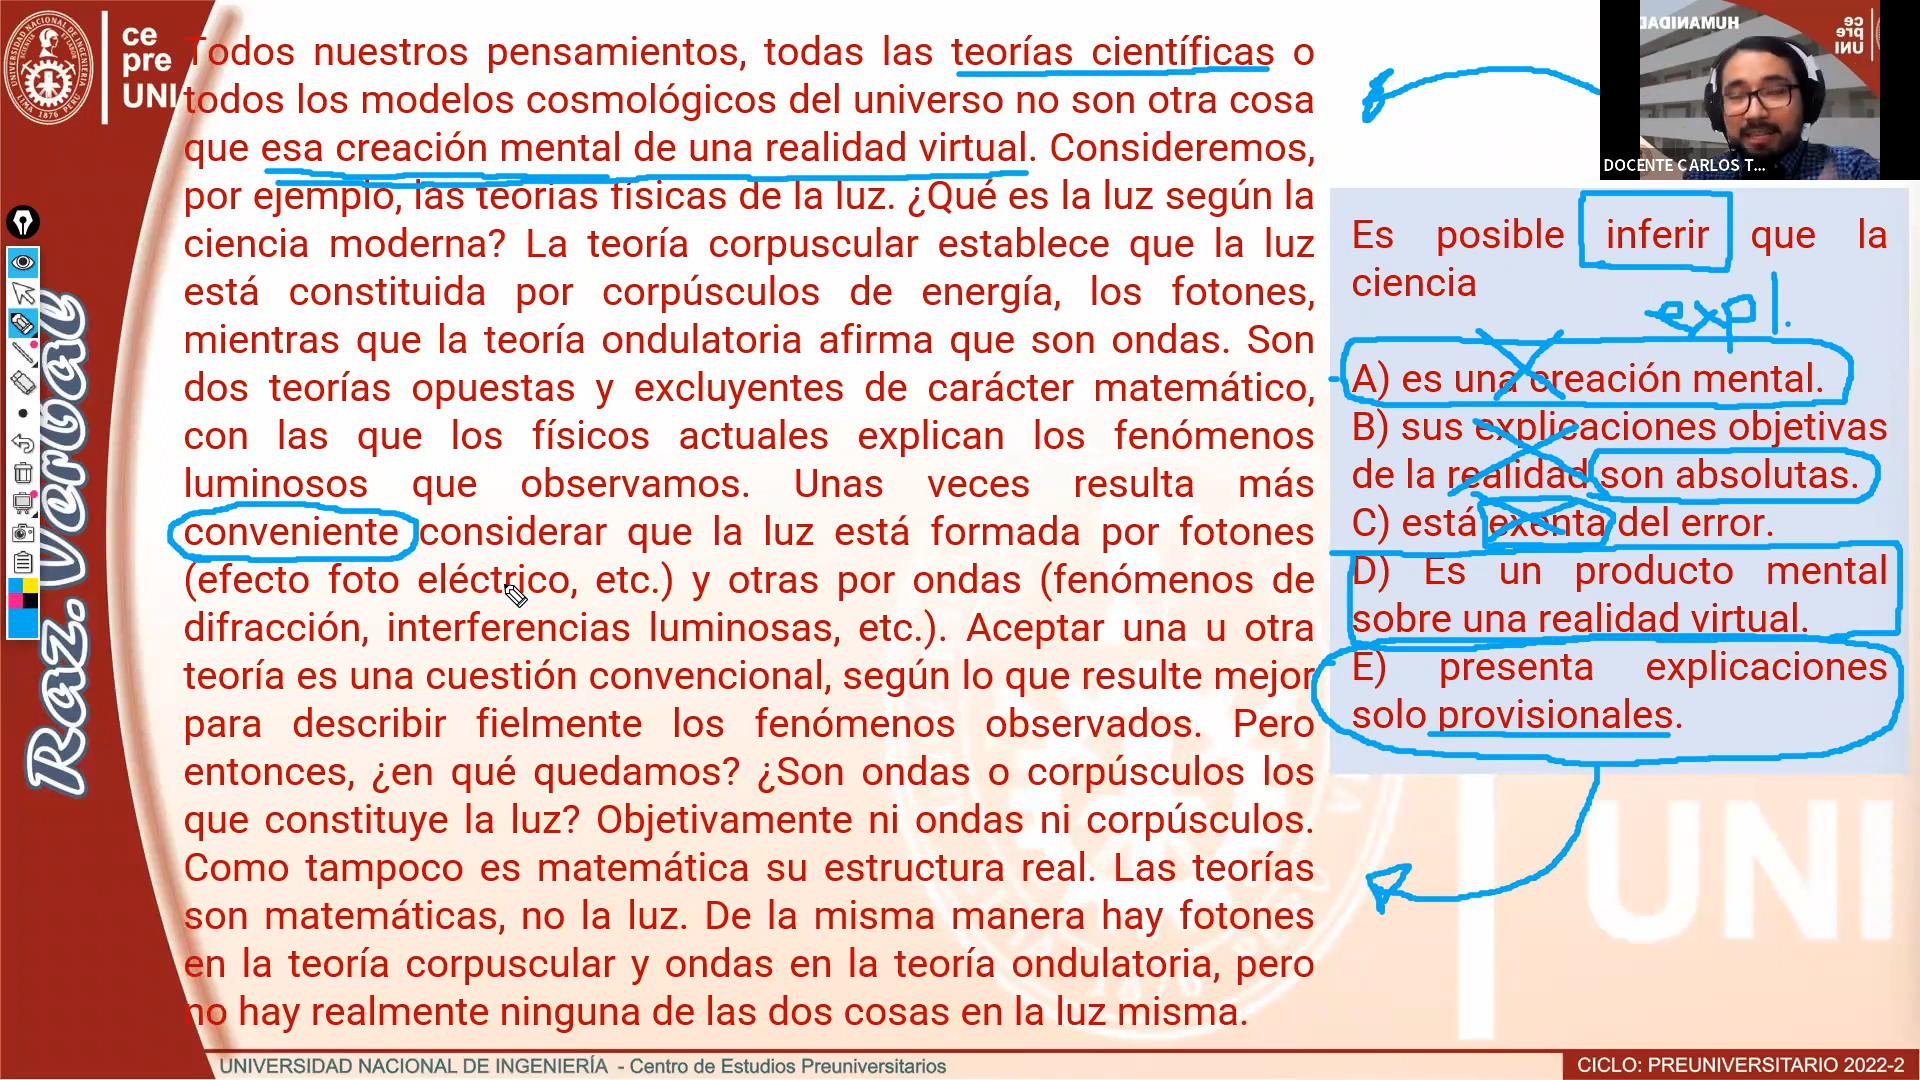 ce
pre
UNI
UNIVERSIDAD NACIONAL DE INGENIERIA
1876
Raz. Verbal
Todos nuestros pensamientos, todas las teorías científicas o
todos los modelos cosmológicos del universo no son otra cosa
que esa creación mental de una realidad virtual. Consideremos,
por ejemplo, las teorías físicas de la luz. ¿Qué es la luz según la
ciencia moderna? La teoría corpuscular establece que la luz
está constituida por corpúsculos de energía, los fotones,
mientras que la teoría ondulatoria afirma que son ondas. Son
dos teorías opuestas y excluyentes de carácter matemático,
con las que los físicos actuales explican los fenómenos
luminosos que observamos. Unas veces resulta más
conveniente considerar que la luz está formada por fotones
(efecto foto eléctrico, etc.) y otras por ondas (fenómenos de
difracción, interferencias luminosas, etc.). Aceptar una u otra
teoría es una cuestión convencional, según lo que resulte mejor
para describir fielmente los fenómenos observados. Pero
entonces, ¿en qué quedamos? ¿Son ondas o corpúsculos los
que constituye la luz? Objetivamente ni ondas ni corpúsculos.
Como tampoco es matemática su estructura real. Las teorías
son matemáticas, no la luz. De la misma manera hay fotones
en la teoría corpuscular y ondas en la teoría ondulatoria, pero
no hay realmente ninguna de las dos cosas en la luz misma.
HUMANIDAD
ce
pre
UNI
DOCENTE CARLOS T...
Es posible inferir que la
ciencia
expl.
A) es una creación mental.
B) sus explicaciones objetivas
de la realidad son absolutas.
C) está exenta del error.
D) Es un producto mental
sobre una realidad virtual.
E) presenta explicaciones
solo provisionales.
UNI
UNIVERSIDAD NACIONAL DE INGENIERÍA - Centro de Estudios Preuniversitarios
CICLO: PREUNIVERSITARIO 2022-2